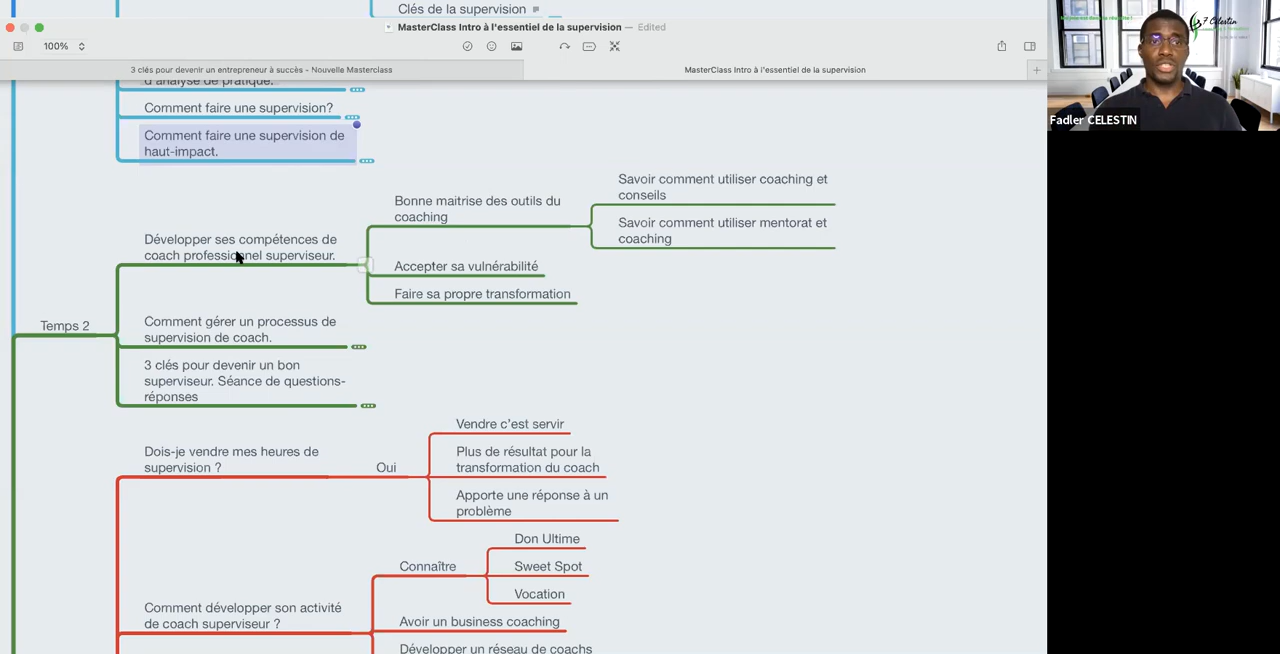 Clés de la supervision
MasterClass Intro à l'essentiel de la supervision — Edited
100%
3 clés pour devenir un entrepreneur à succès - Nouvelle Masterclass
MasterClass Intro à l'essentiel de la supervision
d'analyse de pratique.
Comment faire une supervision?
Comment faire une supervision de
haut-impact.
Savoir comment utiliser coaching et
conseils
Bonne maitrise des outils du
coaching
Savoir comment utiliser mentorat et
coaching
Développer ses compétences de
coach professionnel superviseur.
Accepter sa vulnérabilité
Faire sa propre transformation
Temps 2
Comment gérer un processus de
supervision de coach.
3 clés pour devenir un bon
superviseur. Séance de questions-
réponses
Vendre c'est servir
Dois-je vendre mes heures de
supervision ?
Oui
Plus de résultat pour la
transformation du coach
Apporte une réponse à un
problème
Don Ultime
Connaître
Sweet Spot
Vocation
Comment développer son activité
de coach superviseur ?
Avoir un business coaching
Développer un réseau de coachs
7 Célestin
Fadler CELESTIN